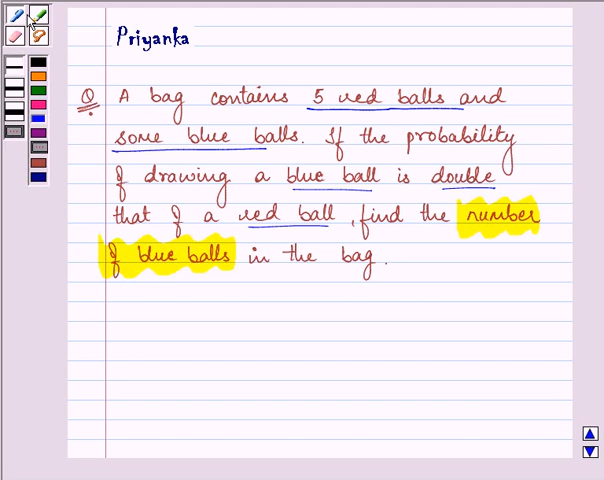 Priyanka
Q. A bag contains 5 red balls and
some blue balls. If the probability
of drawing a blue ball is double
that of a red ball, find the number
of blue balls in the bag.